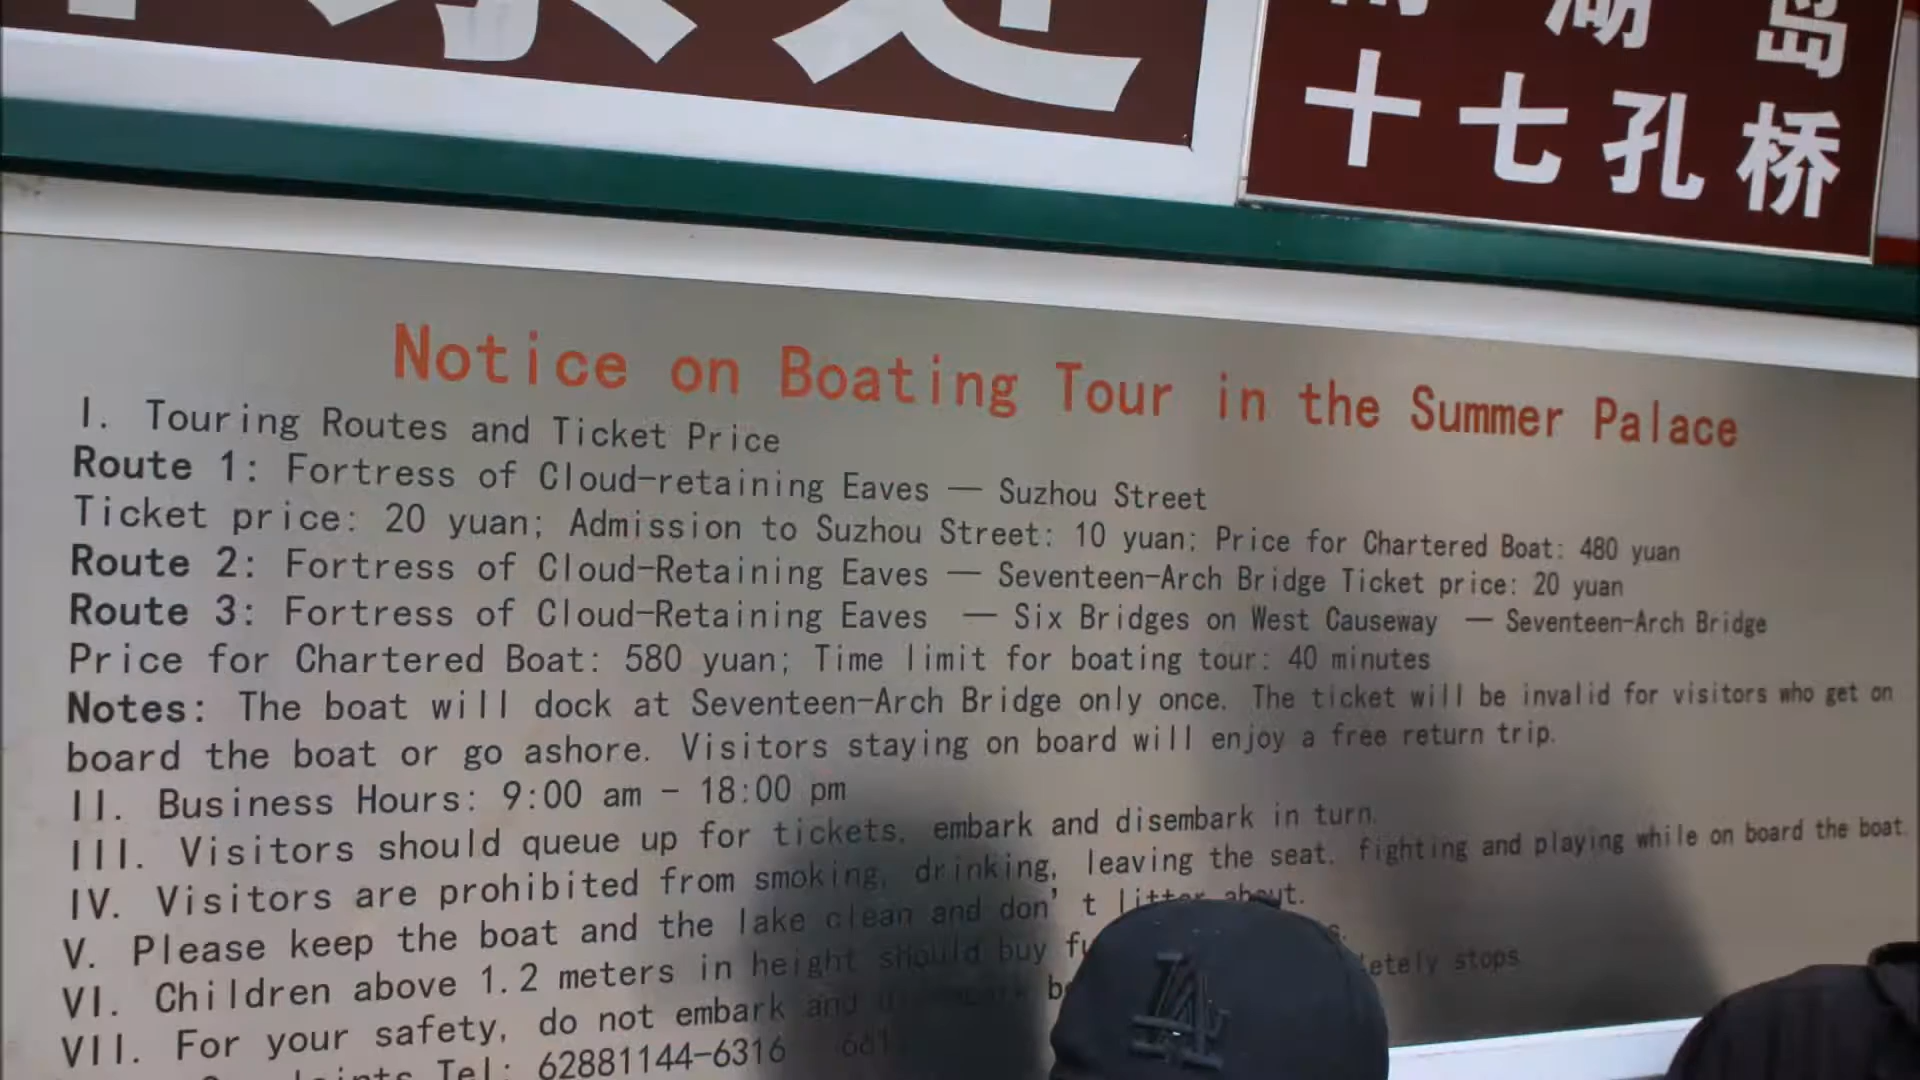 湖 岛
十七孔桥
Notice on Boating Tour in the Summer Palace
I. Touring Routes and Ticket Price
Route 1: Fortress of Cloud-retaining Eaves — Suzhou Street
Ticket price: 20 yuan; Admission to Suzhou Street: 10 yuan; Price for Chartered Boat: 480 yuan
Route 2: Fortress of Cloud-Retaining Eaves — Seventeen-Arch Bridge Ticket price: 20 yuan
Route 3: Fortress of Cloud-Retaining Eaves — Six Bridges on West Causeway — Seventeen-Arch Bridge
Price for Chartered Boat: 580 yuan; Time limit for boating tour: 40 minutes
Notes: The boat will dock at Seventeen-Arch Bridge only once. The ticket will be invalid for visitors who get on
board the boat or go ashore. Visitors staying on board will enjoy a free return trip.
II. Business Hours: 9:00 am - 18:00 pm
III. Visitors should queue up for tickets, embark and disembark in turn.
IV. Visitors are prohibited from smoking, drinking, leaving the seat, fighting and playing while on board the boat.
V. Please keep the boat and the lake clean and don't litter about.
VI. Children above 1.2 meters in height should buy
VII. For your safety, do not embark and stops
Tel: 62881144-6316
LA